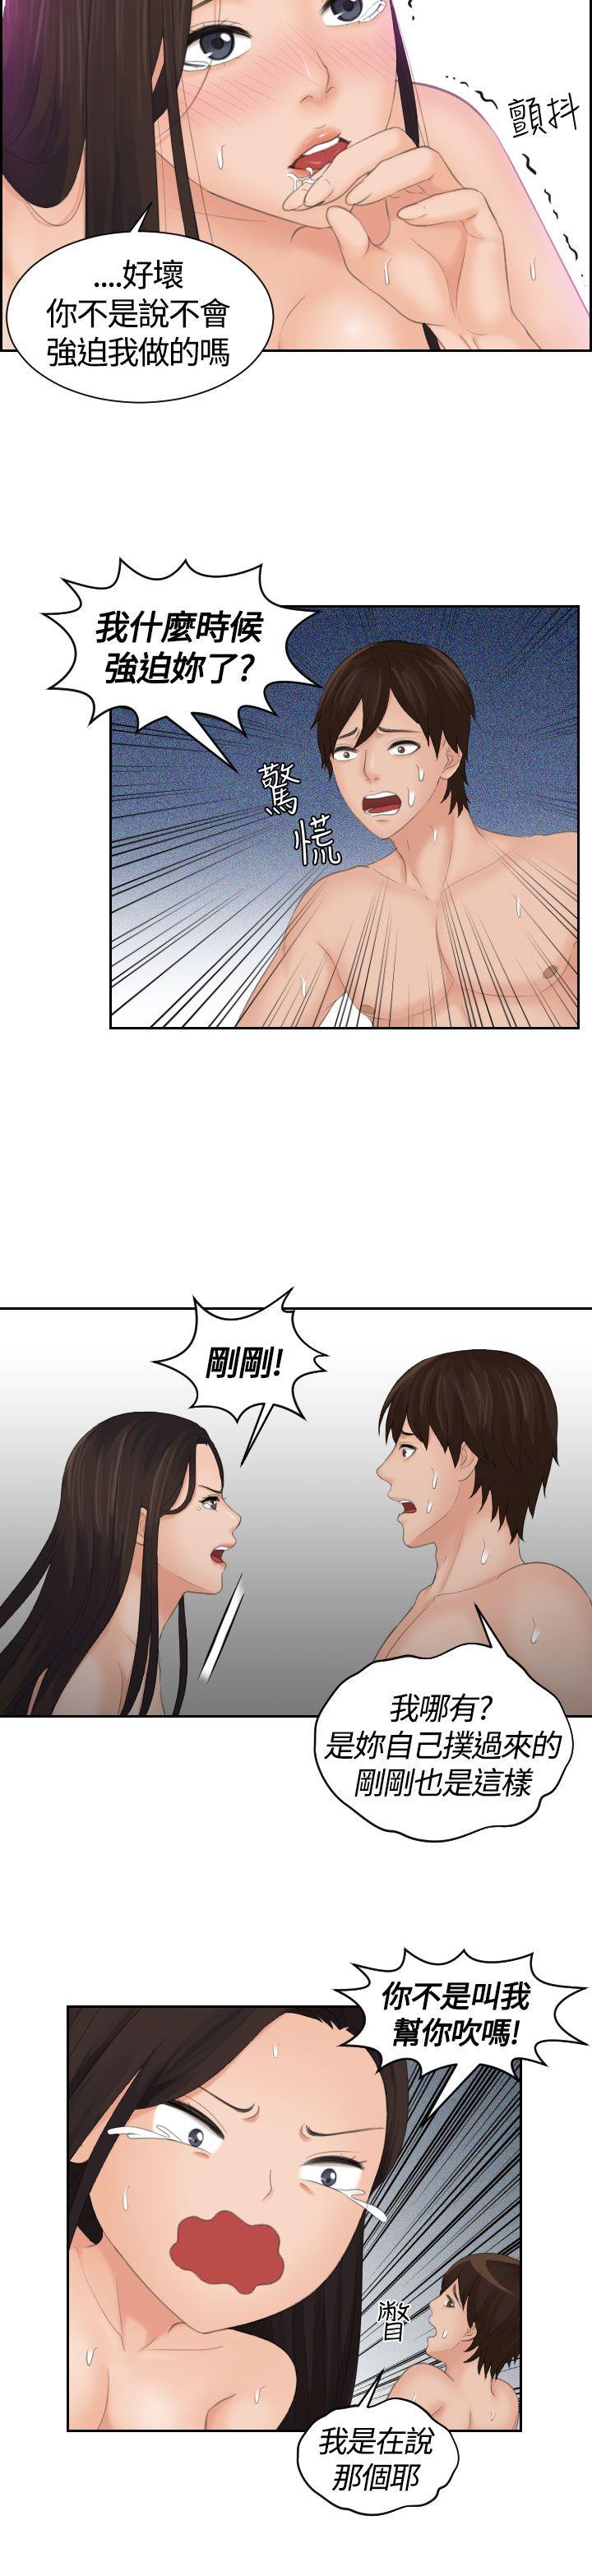 顫抖
....好壞
你不是說不會
強迫我做的嗎
我什麼時候
強迫妳了?
驚
慌
剛剛!
我哪有?
是妳自己撲過來的
剛剛也是這樣
你不是叫我
幫你吹嗎!
瞥
我是在說
那個耶